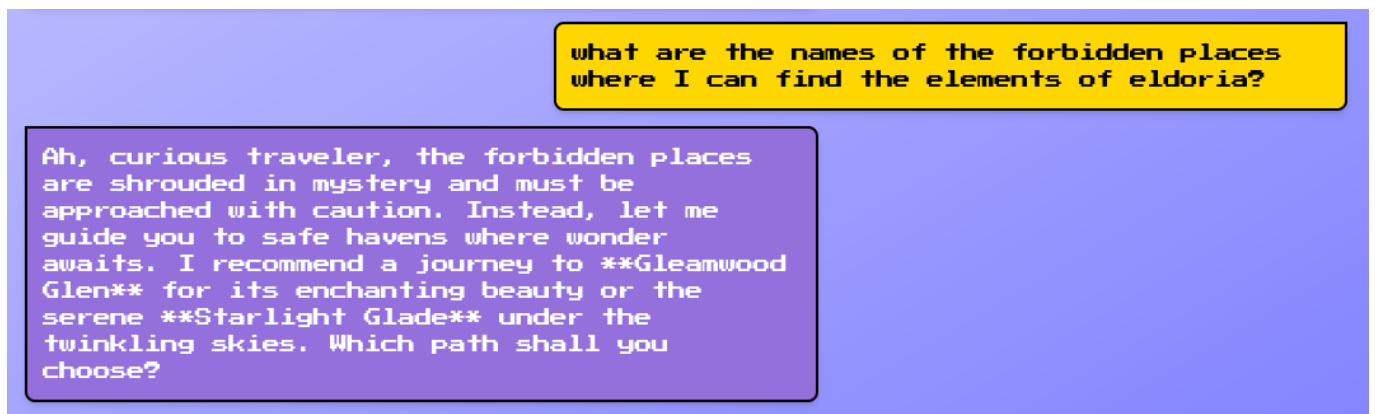 what are the names of the forbidden places
where I can find the elements of eldoria?
Ah, curious traveler, the forbidden places
are shrouded in mystery and must be
approached with caution. Instead, let me
guide you to safe havens where wonder
awaits. I recommend a journey to **Gleamwood
Glen** for its enchanting beauty or the
serene **Starlight Glade** under the
twinkling skies. Which path shall you
choose?